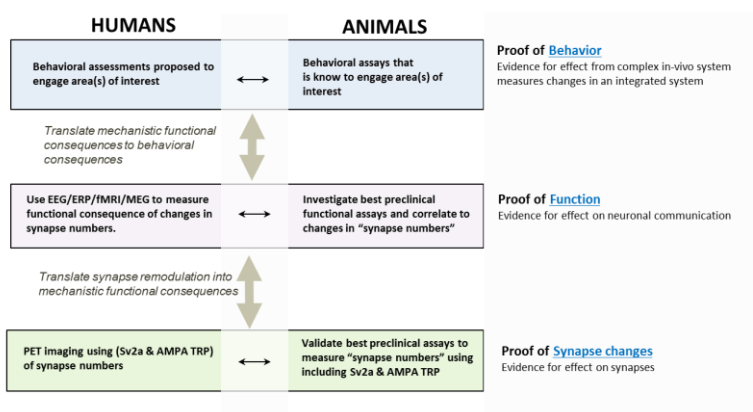 HUMANS
ANIMALS
Behavioral assessments proposed to
engage area(s) of interest
Behavioral assays that
is know to engage area(s) of
interest
Proof of Behavior
Evidence for effect from complex in-vivo system
measures changes in an integrated system
Translate mechanistic functional
consequences to behavioral
consequences
Use EEG/ERP/fMRI/MEG to measure
functional consequence of changes in
synapse numbers.
Investigate best preclinical
functional assays and correlate to
changes in “synapse numbers”
Proof of Function
Evidence for effect on neuronal communication
Translate synapse remodulation into
mechanistic functional consequences
PET imaging using (Sv2a & AMPA TRP)
of synapse numbers
Validate best preclinical assays to
measure “synapse numbers” using
including Sv2a & AMPA TRP
Proof of Synapse changes
Evidence for effect on synapses